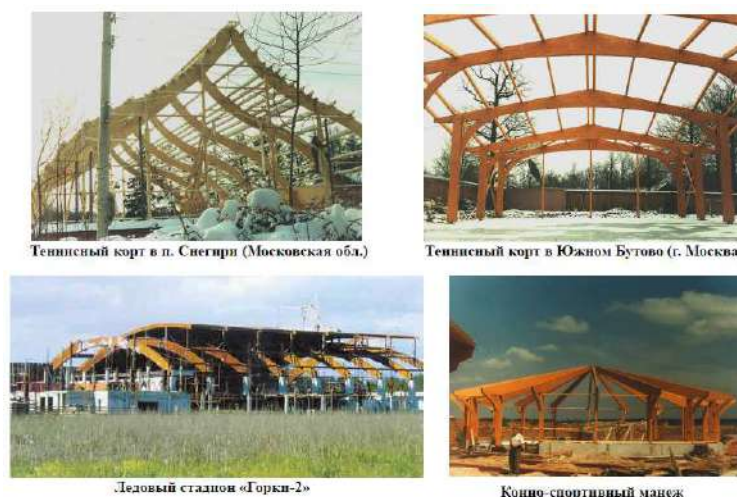 Теннисный корт в п. Снегири (Московская обл.)
Теннисный корт в Южном Бутово (г. Москва
Ледовый стадион «Горки-2»
Конно-спортивный манеж